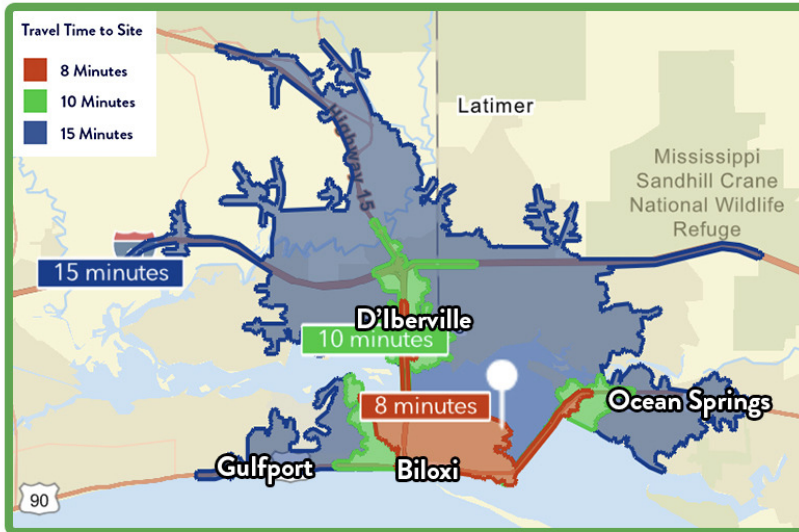 Travel Time to Site
8 Minutes
10 Minutes
15 Minutes
Latimer
Highway 15
Mississippi
Sandhill Crane
National Wildlife
Refuge
15 minutes
D'Iberville
10 minutes
8 minutes
Ocean Springs
Gulfport
Biloxi
90